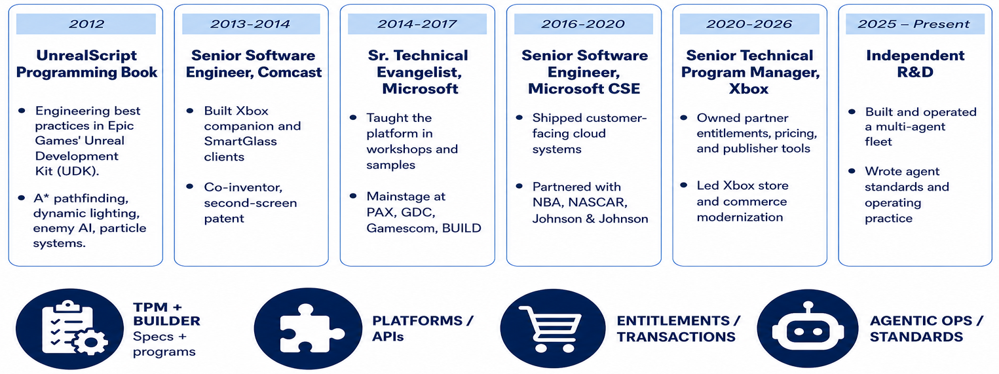 2012
UnrealScript
Programming Book
Engineering best
practices in Epic
Games' Unreal
Development
Kit (UDK).
A* pathfinding,
dynamic lighting,
enemy AI, particle
systems.
2013-2014
Senior Software
Engineer, Comcast
Built Xbox
companion and
SmartGlass
clients
Co-inventor,
second-screen
patent
2014-2017
Sr. Technical
Evangelist,
Microsoft
Taught the
platform in
workshops and
samples
Mainstage at
PAX, GDC,
Gamescom, BUILD
2016-2020
Senior Software
Engineer,
Microsoft CSE
Shipped customer-
facing cloud
systems
Partnered with
NBA, NASCAR,
Johnson & Johnson
2020-2026
Senior Technical
Program Manager,
Xbox
Owned partner
entitlements, pricing,
and publisher tools
Led Xbox store
and commerce
modernization
2025 – Present
Independent
R&D
Built and operated
a multi-agent
fleet
Wrote agent
standards and
operating
practice
TPM +
BUILDER
Specs +
programs
PLATFORMS /
APIs
ENTITLEMENTS /
TRANSACTIONS
AGENTIC OPS /
STANDARDS